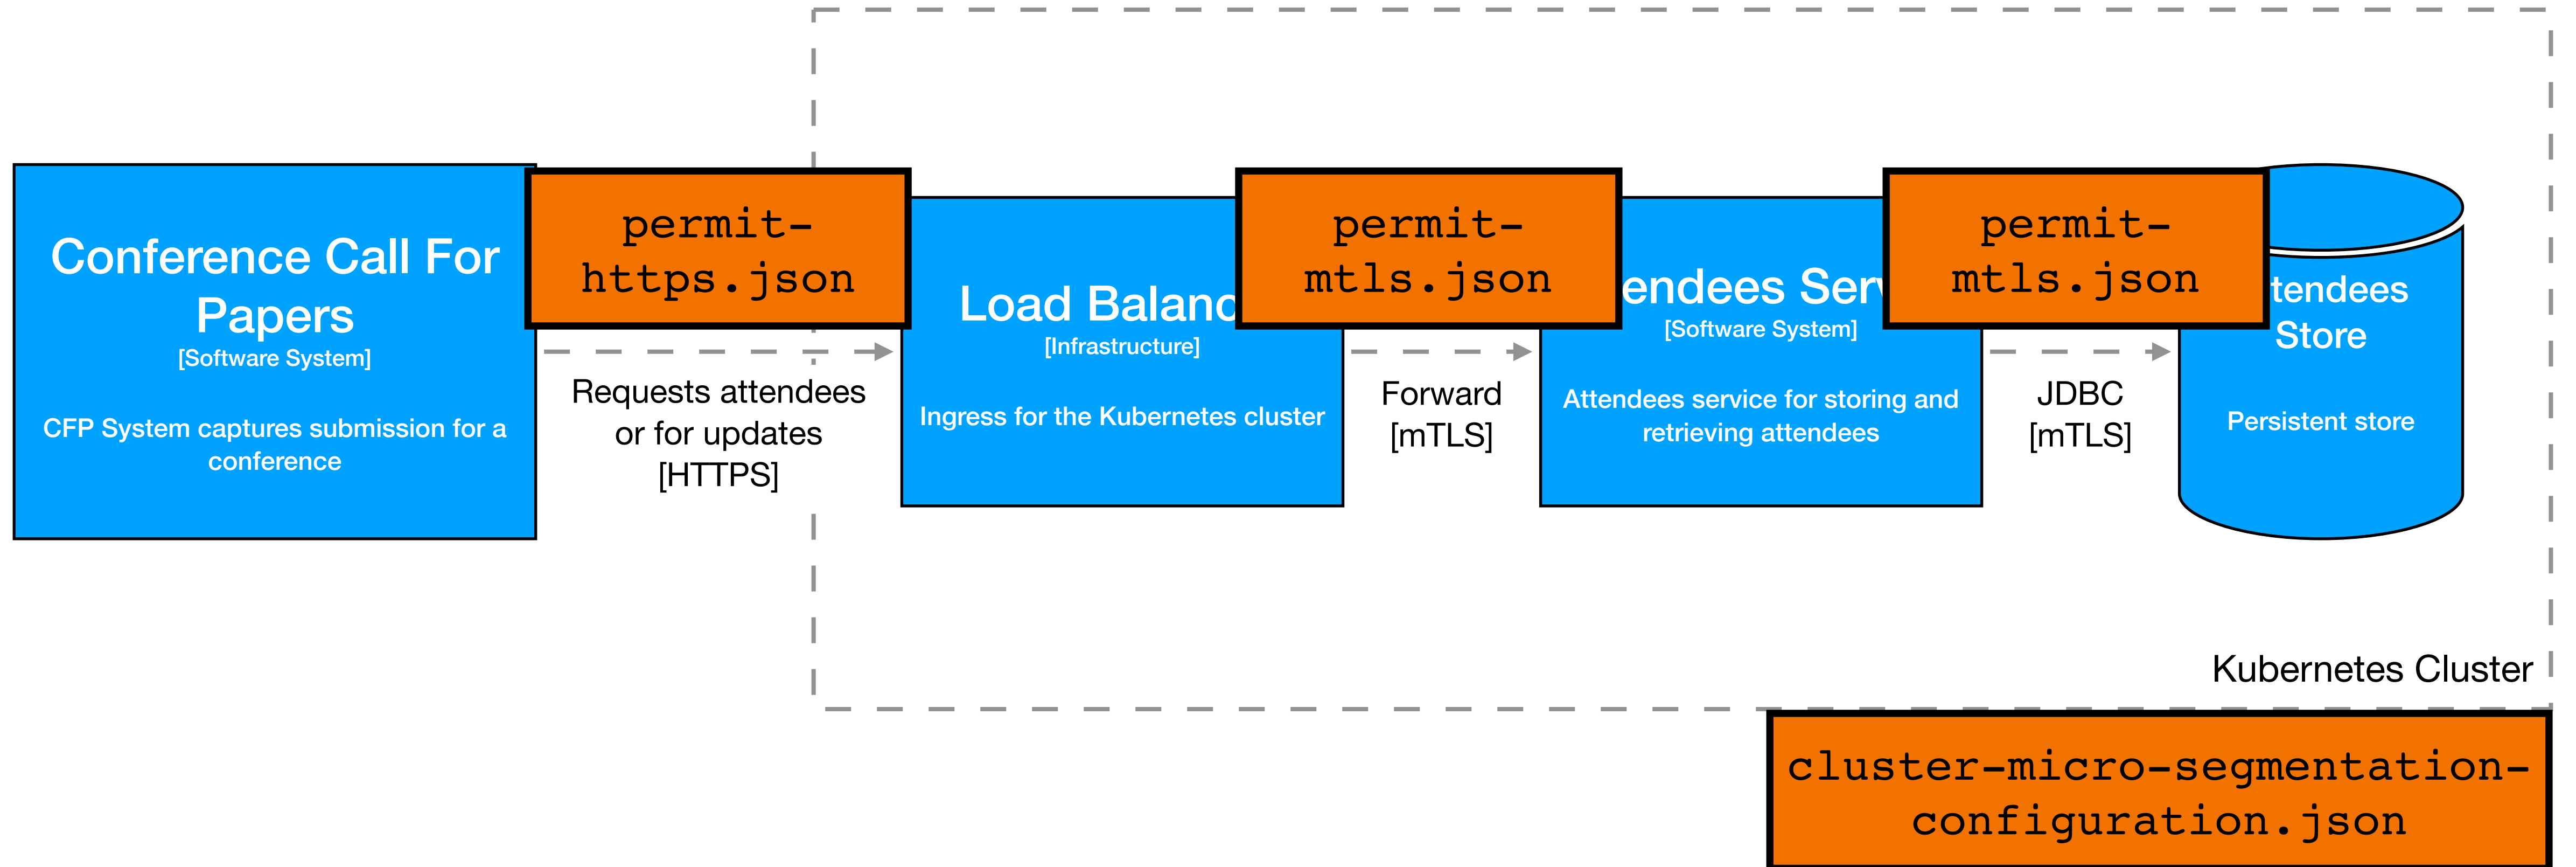 Conference Call For
Papers
[Software System]
CFP System captures submission for a
conference
permit-
https.json
Requests attendees
or for updates
[HTTPS]
Load Balanc
[Infrastructure]
Ingress for the Kubernetes cluster
permit-
mtls.json
Forward
[mTLS]
endees Serv
[Software System]
Attendees service for storing and
retrieving attendees
permit-
mtls.json
JDBC
[mTLS]
tendees
Store
Persistent store
Kubernetes Cluster
cluster-micro-segmentation-
configuration.json